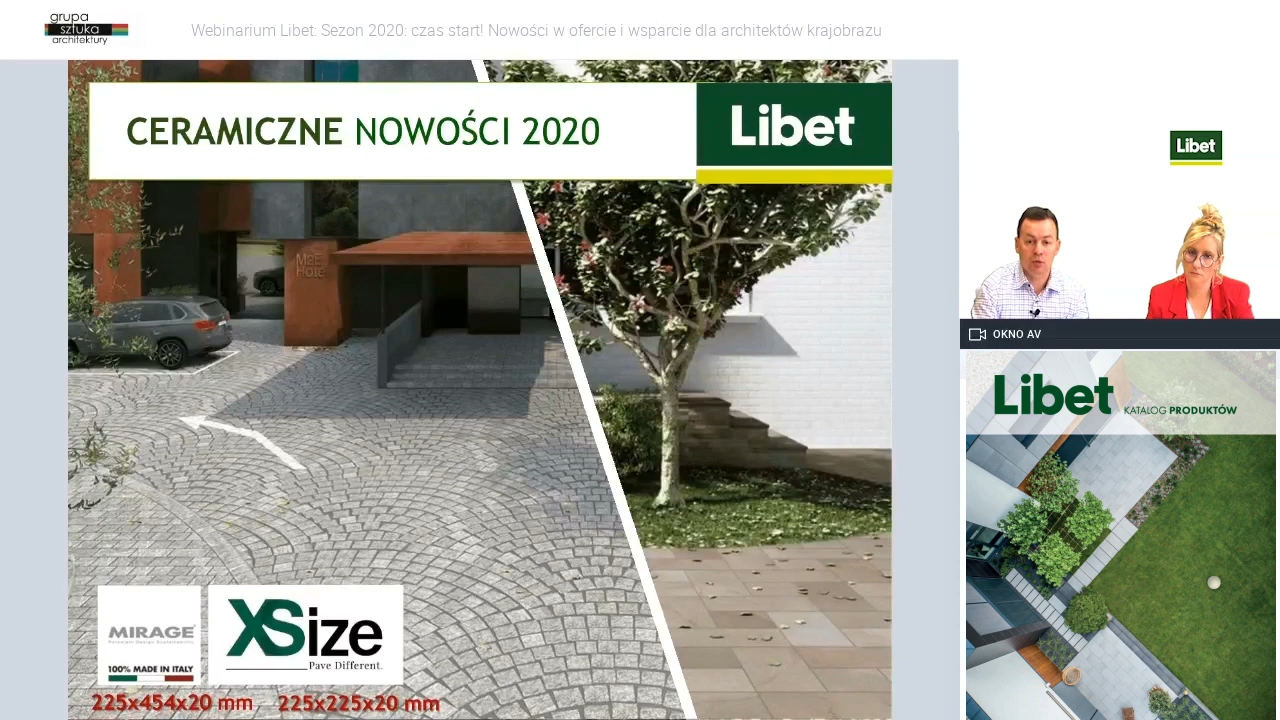 grupa
sztuka
architektury
Webinarium Libet: Sezon 2020: czas start! Nowości w ofercie i wsparcie dla architektów krajobrazu
CERAMICZNE NOWOŚCI 2020
Libet
Libet
M&E
Hotel
OKNO AV
Libet KATALOG PRODUKTÓW
MIRAGE
100% MADE IN ITALY
XSize
Pave Different.
225x454x20 mm 225x225x20 mm